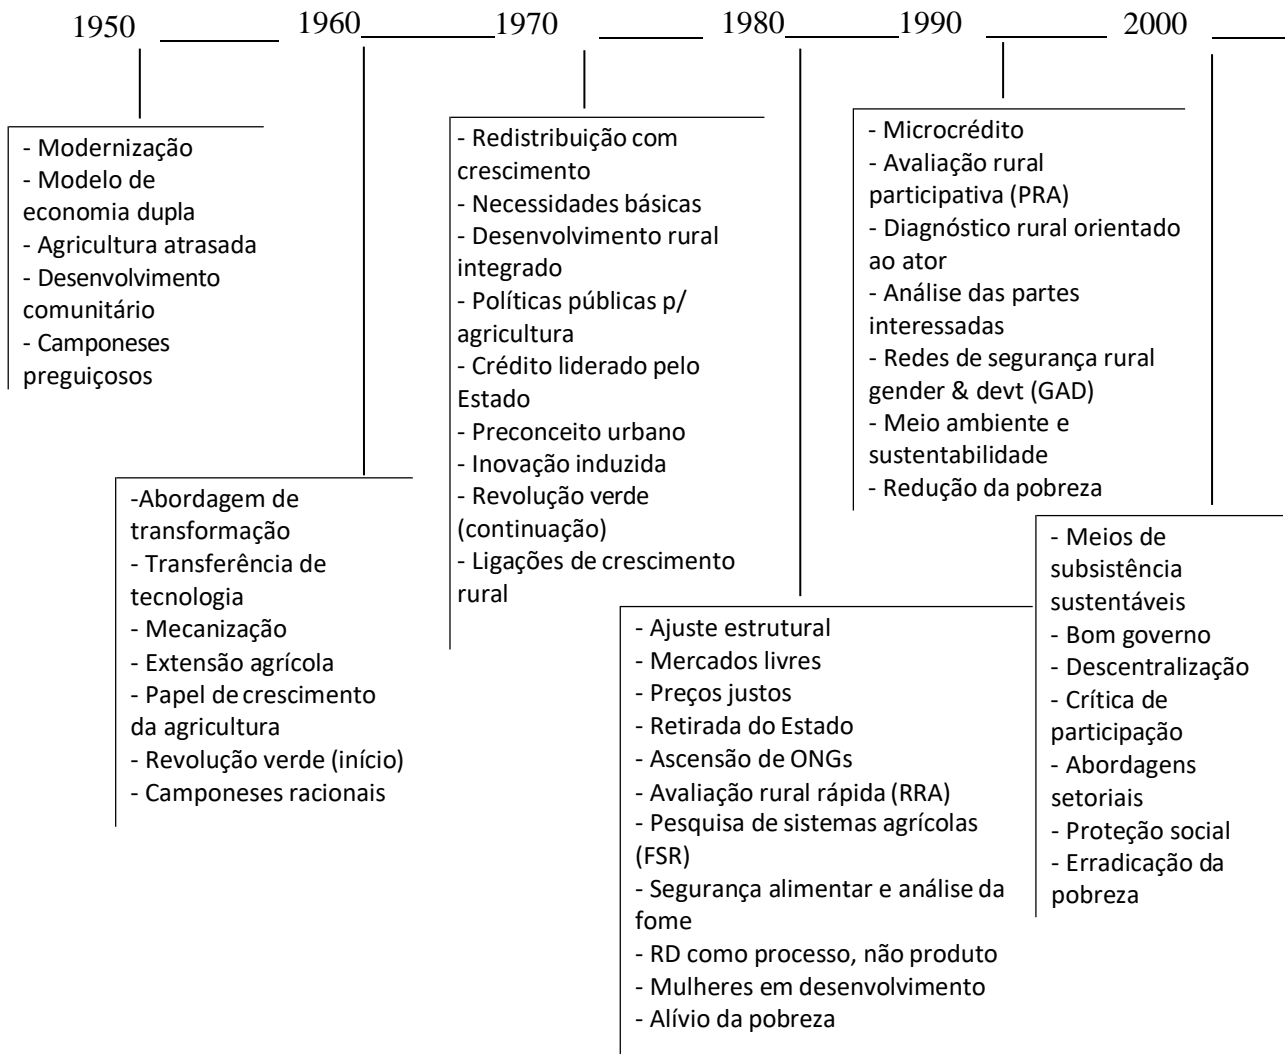 1950 1960 1970 1980 1990 2000
- Modernização
- Modelo de
economia dupla
- Agricultura atrasada
- Desenvolvimento
comunitário
- Camponeses
preguiçosos
-Abordagem de
transformação
- Transferência de
tecnologia
- Mecanização
- Extensão agrícola
- Papel de crescimento
da agricultura
- Revolução verde (início)
- Camponeses racionais
- Redistribuição com
crescimento
- Necessidades básicas
- Desenvolvimento rural
integrado
- Políticas públicas p/
agricultura
- Crédito liderado pelo
Estado
- Preconceito urbano
- Inovação induzida
- Revolução verde
(continuação)
- Ligações de crescimento
rural
- Ajuste estrutural
- Mercados livres
- Preços justos
- Retirada do Estado
- Ascensão de ONGs
- Avaliação rural rápida (RRA)
- Pesquisa de sistemas agrícolas
(FSR)
- Segurança alimentar e análise da
fome
- RD como processo, não produto
- Mulheres em desenvolvimento
- Alívio da pobreza
- Microcrédito
- Avaliação rural
participativa (PRA)
- Diagnóstico rural orientado
ao ator
- Análise das partes
interessadas
- Redes de segurança rural
gender & devt (GAD)
- Meio ambiente e
sustentabilidade
- Redução da pobreza
- Meios de
subsistência
sustentáveis
- Bom governo
- Descentralização
- Crítica de
participação
- Abordagens
setoriais
- Proteção social
- Erradicação da
pobreza